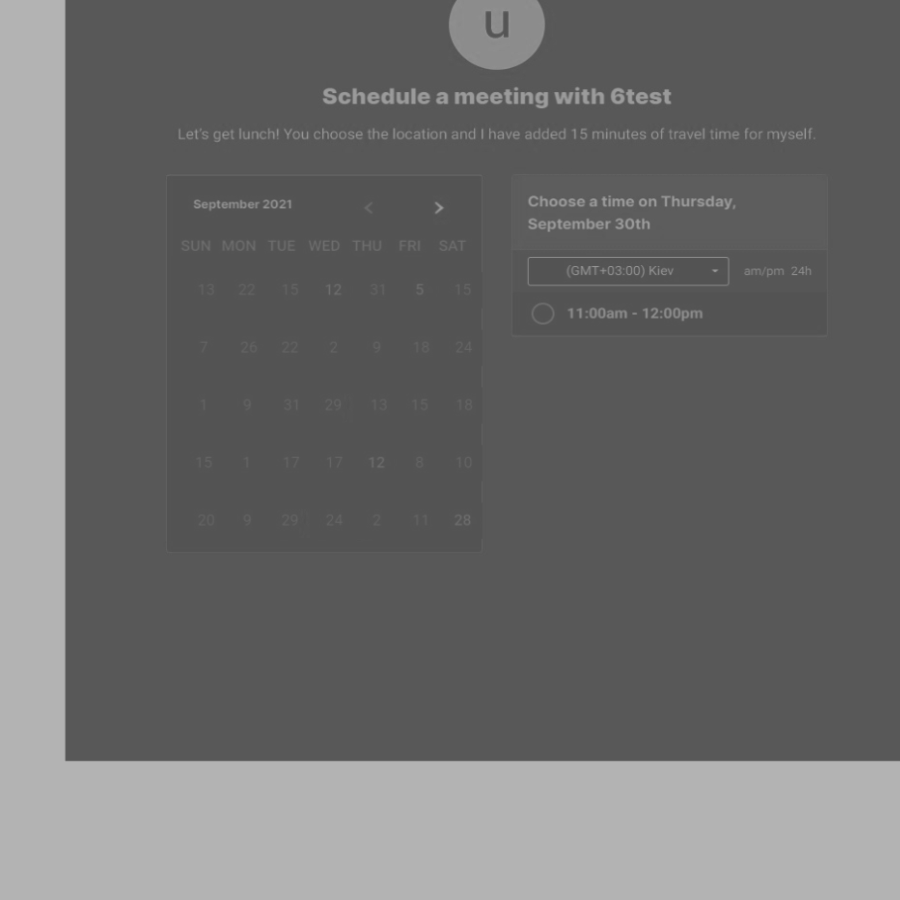 u
Schedule a meeting with 6test
Let's get lunch! You choose the location and I have added 15 minutes of travel time for myself.
September 2021
SUN MON TUE WED THU FRI SAT
13 22 15 12 31 5 15
7 26 22 2 9 18 24
1 9 31 29 13 15 18
15 1 17 17 12 8 10
20 9 29 24 2 11 28
Choose a time on Thursday,
September 30th
(GMT+03:00) Kiev
am/pm 24h
11:00am - 12:00pm